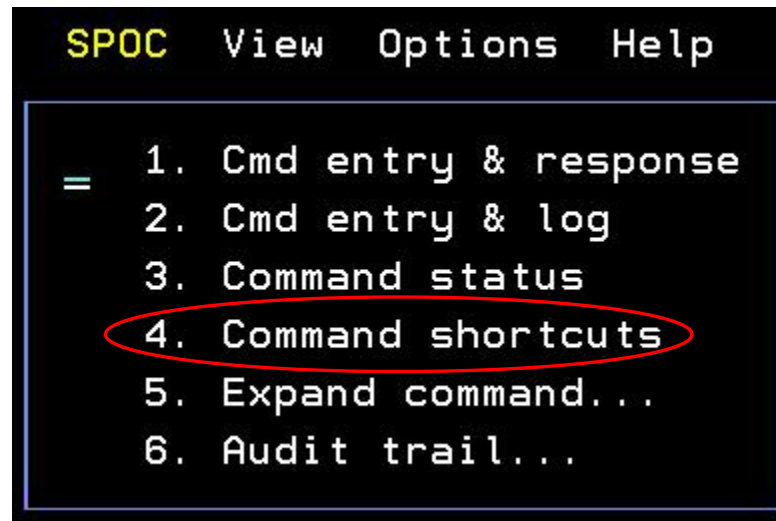 SPOC View Options Help
_ 1. Cmd entry & response
2. Cmd entry & log
3. Command status
4. Command shortcuts
5. Expand command...
6. Audit trail...